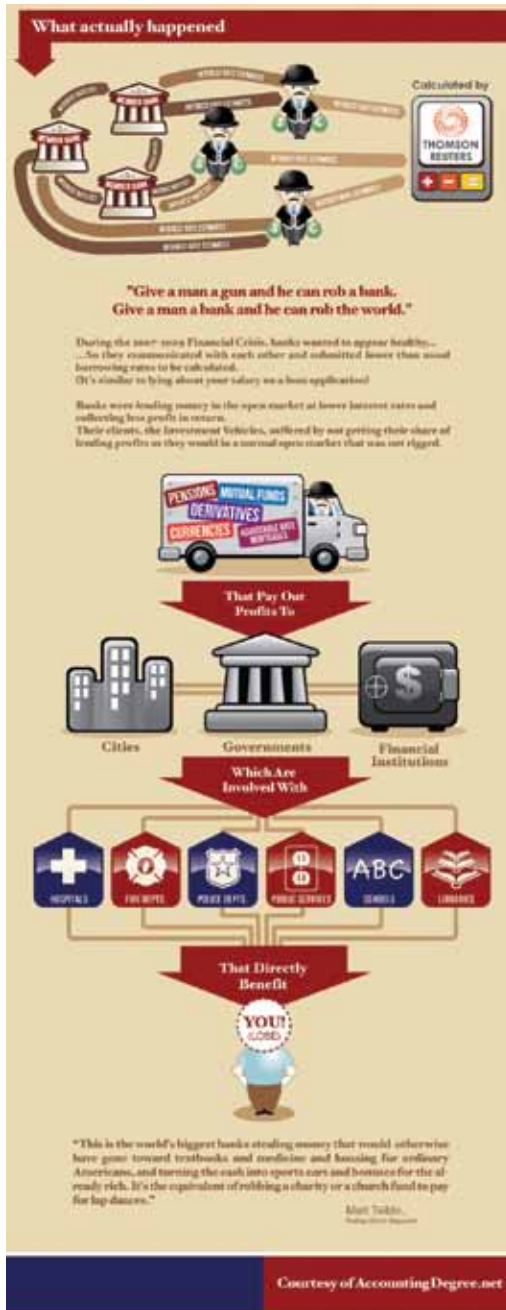 What actually happened
Calculated by
THOMSON
REUTERS
MEMBER BANK
MEMBER BANK
MEMBER BANK
"Give a man a gun and he can rob a bank.
Give a man a bank and he can rob the world."
During the 2007-2009 Financial Crisis, banks wanted to appear healthy...
...So they communicated with each other and submitted lower than usual
borrowing rates to be calculated.
(It's similar to lying about your salary on a loan application)
Banks were lending money in the open market at lower interest rates and
collecting less profit in return.
Their clients, the Investment Vehicles, suffered by not getting their share of
lending profits as they would in a normal open market that was not rigged.
PENSIONS
MUTUAL FUNDS
DERIVATIVES
CURRENCIES
ADJUSTABLE RATE
MORTGAGES
That Pay Out
Profits To
Cities
Governments
Financial
Institutions
Which Are
Involved With
HOSPITALS
FIRE DEPTS
POLICE DEPTS
PUBLIC SERVICES
ABC
SCHOOLS
LIBRARIES
That Directly
Benefit
YOU!
(LOSE)
"This is the world's biggest banks stealing money that would otherwise
have gone toward textbooks and medicine and housing for ordinary
Americans, and turning the cash into sports cars and bonuses for the al-
ready rich. It's the equivalent of robbing a charity or a church fund to pay
for lap dances."
Matt Taibbi,
Courtesy of AccountingDegree.net